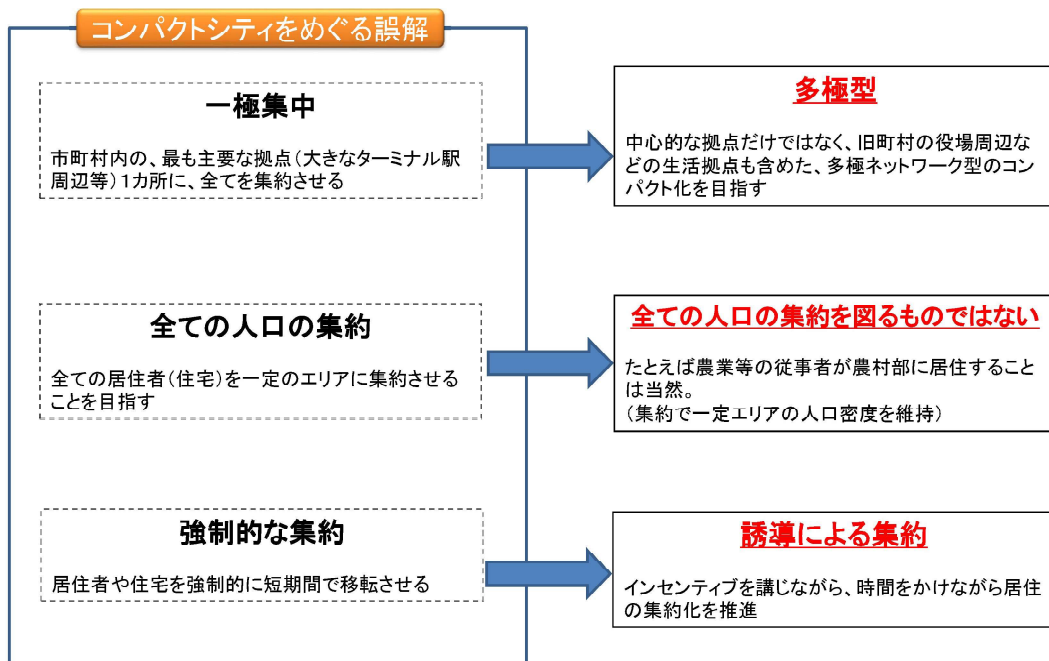 コンパクトシティをめぐる誤解
一極集中
市町村内の、最も主要な拠点(大きなターミナル駅
周辺等)1カ所に、全てを集約させる
多極型
中心的な拠点だけではなく、旧町村の役場周辺な
どの生活拠点も含めた、多極ネットワーク型のコン
パクト化を目指す
全ての人口の集約
全ての居住者(住宅)を一定のエリアに集約させる
ことを目指す
全ての人口の集約を図るものではない
たとえば農業等の従事者が農村部に居住すること
は当然。
(集約で一定エリアの人口密度を維持)
強制的な集約
居住者や住宅を強制的に短期間で移転させる
誘導による集約
インセンティブを講じながら、時間をかけながら居住
の集約化を推進